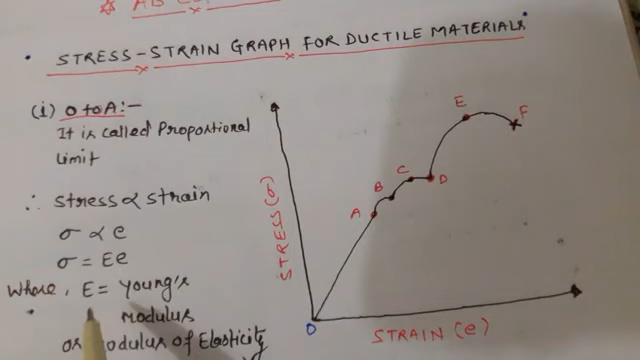 STRESS-STRAIN GRAPH FOR DUCTILE MATERIALS
(i) O to A:-
It is called Proportional
Limit
∴ Stress ∝ Strain
σ ∝ e
σ = Ee
Where, E = Young's
Modulus
or Modulus of Elasticity
STRESS (σ)
A
B
C
D
E
F
O
STRAIN (e)